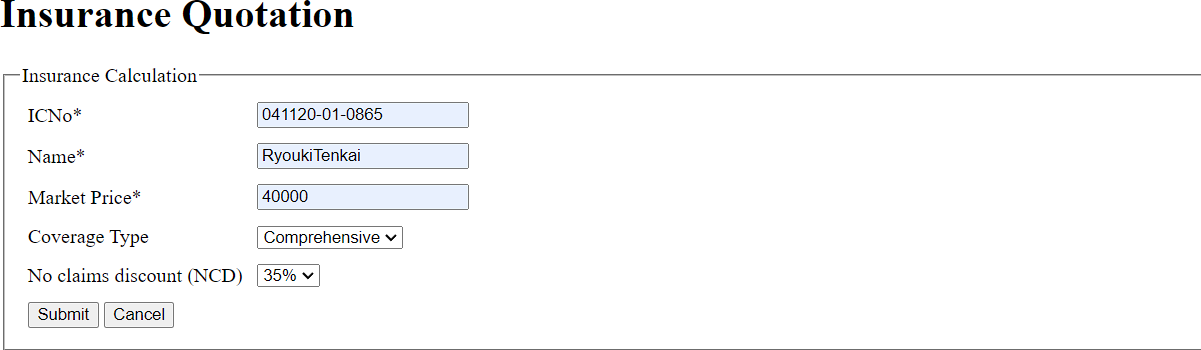 Insurance Quotation
Insurance Calculation
ICNo* 041120-01-0865
Name* RyoukiTenkai
Market Price* 40000
Coverage Type Comprehensive
No claims discount (NCD) 35%
Submit Cancel